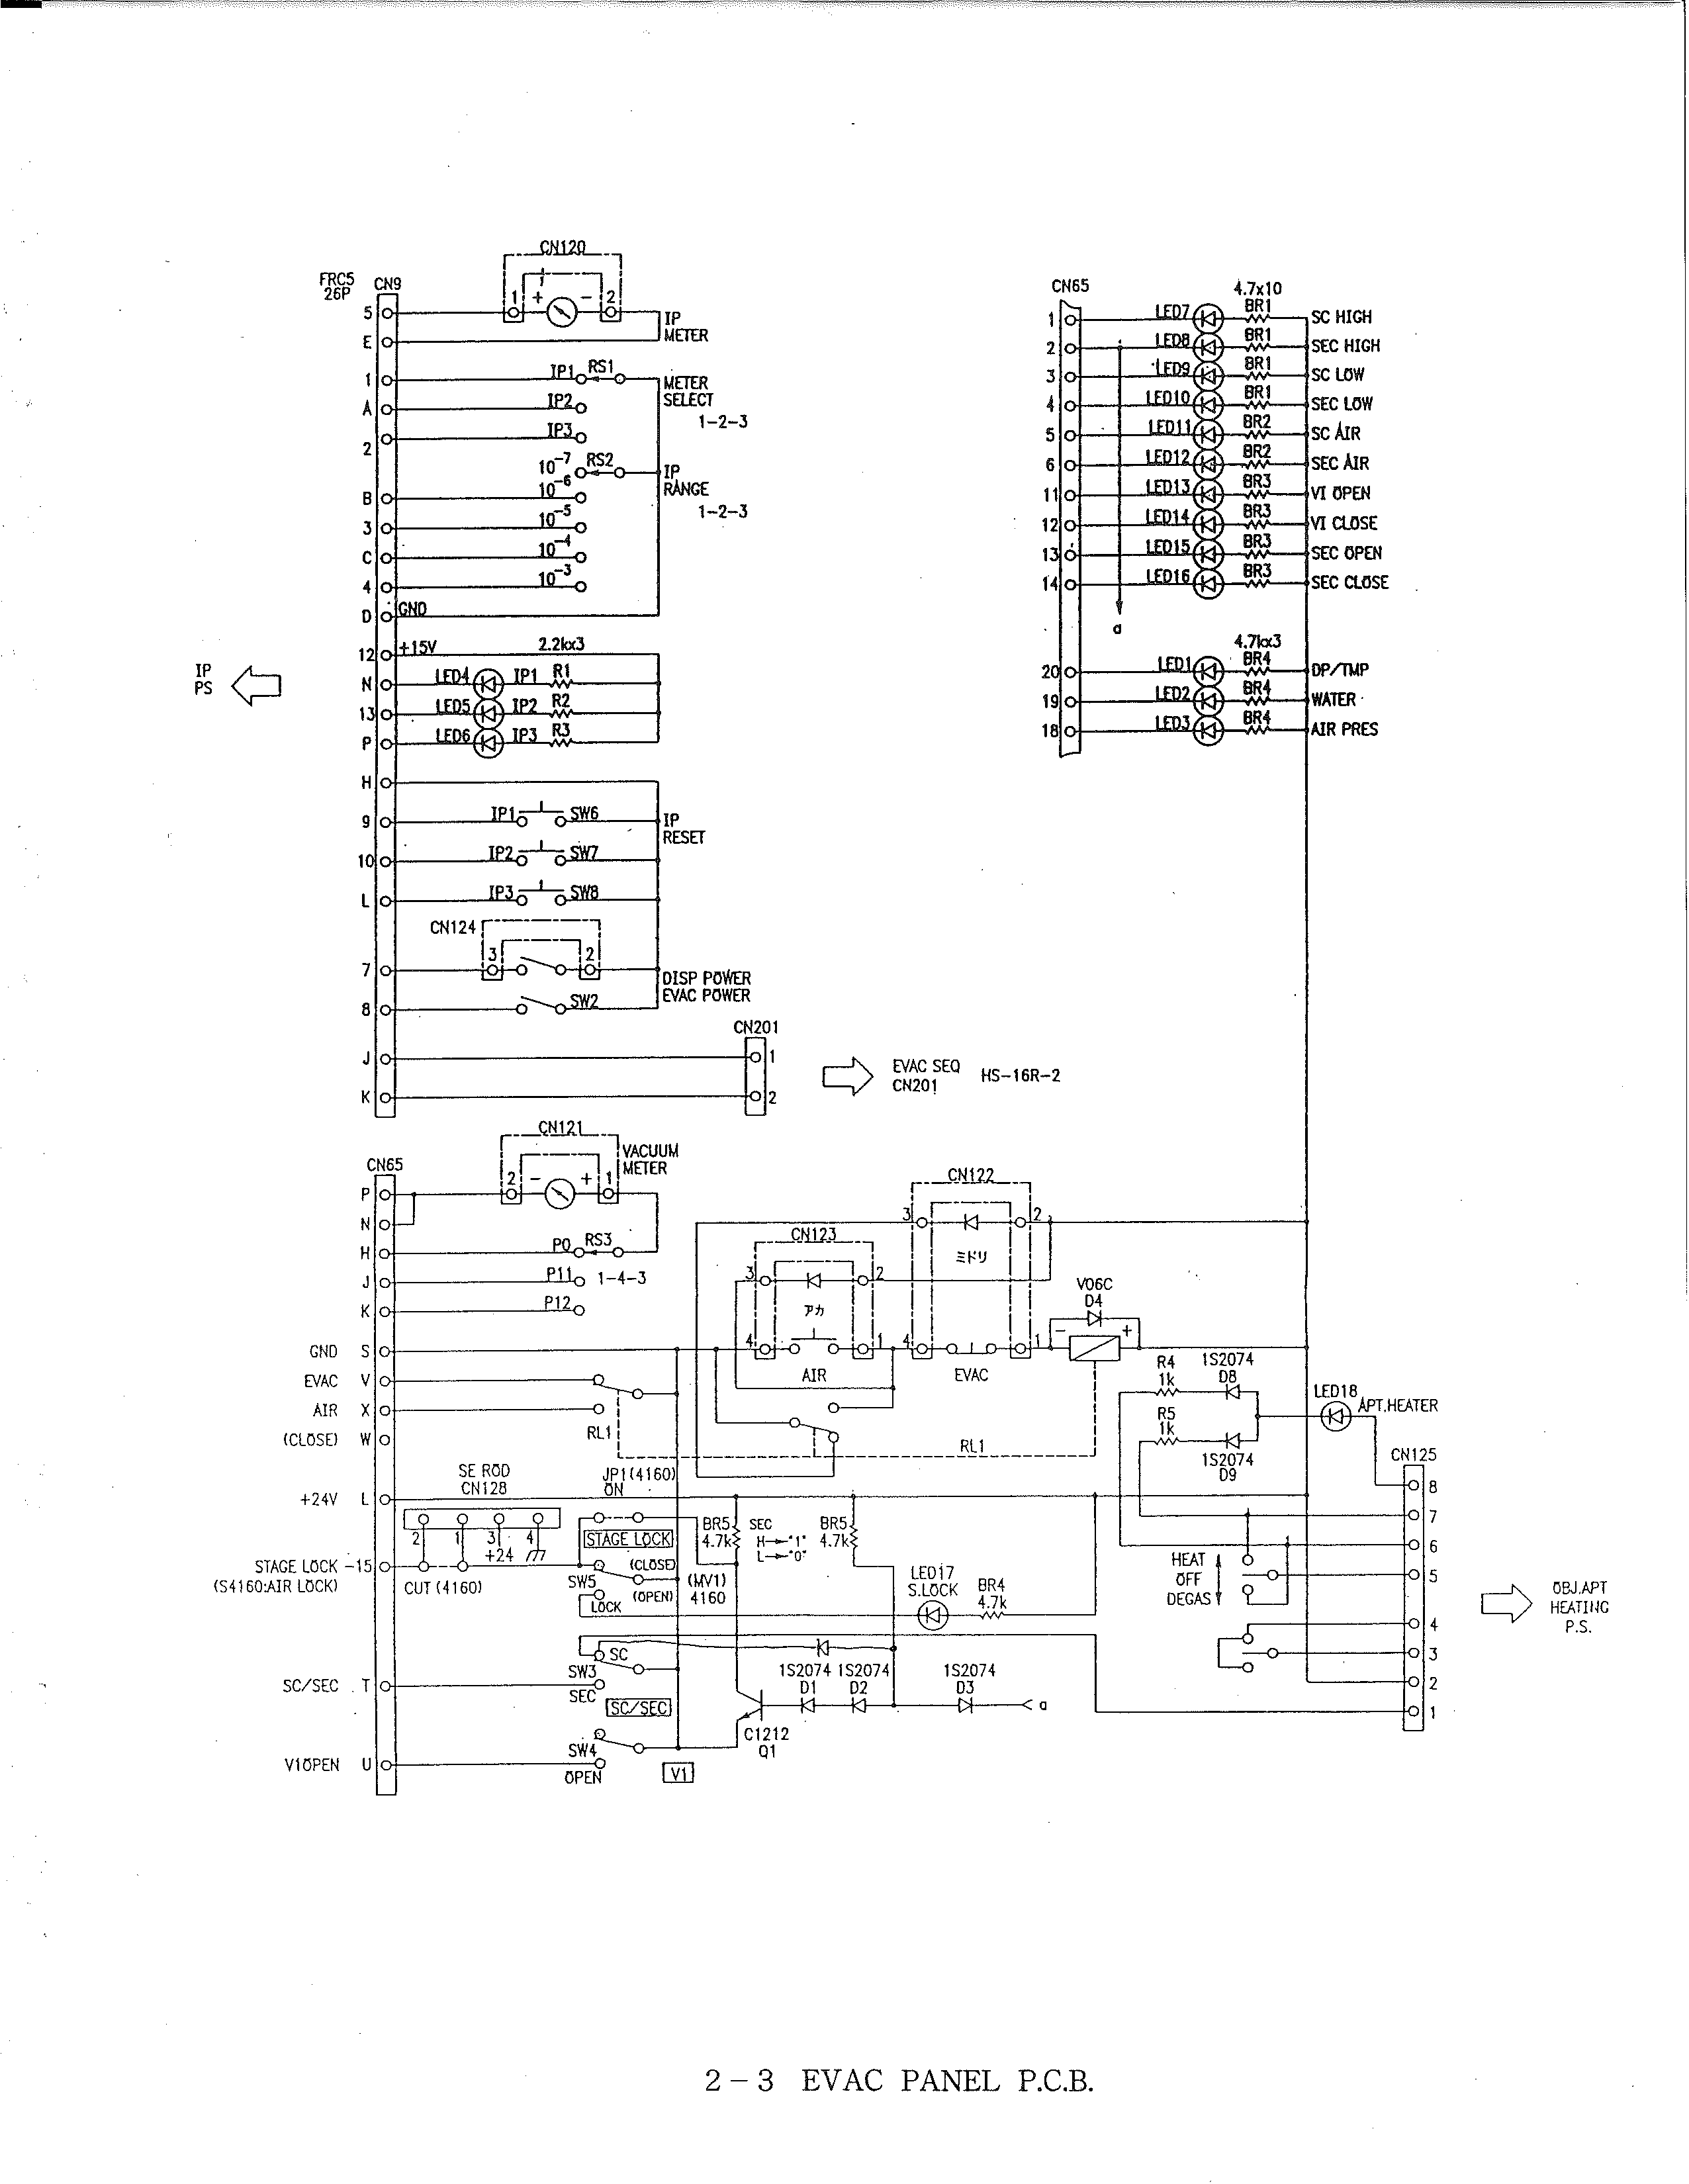 CN120
FRC5
26P
CN9
5
1
+
-
2
IP
METER
E
1
IP1
RS1
METER
SELECT
1-2-3
A
IP2
2
IP3
10-7
RS2
IP
RANGE
1-2-3
B
10-6
3
10-5
C
10-4
4
10-3
D
GND
12
+15V
2.2kx3
IP
PS
N
LED4
IP1
R1
13
LED5
IP2
R2
P
LED6
IP3
R3
H
9
IP1
SW6
IP
RESET
10
IP2
SW7
L
IP3
SW8
CN124
7
3
2
DISP POWER
EVAC POWER
8
SW2
CN201
J
1
K
2
EVAC SEQ
CN201
HS-16R-2
CN65
4.7x10
1
LED7
BR1
SC HIGH
2
LED8
BR1
SEC HIGH
3
LED9
BR1
SC LOW
4
LED10
BR1
SEC LOW
5
LED11
BR2
SC AIR
6
LED12
BR2
SEC AIR
11
LED13
BR3
VI OPEN
12
LED14
BR3
VI CLOSE
13
LED15
BR3
SEC OPEN
14
LED16
BR3
SEC CLOSE
a
4.7kx3
20
LED1
BR4
DP/TMP
19
LED2
BR4
WATER
18
LED3
BR4
AIR PRES
CN121
CN65
VACUUM
METER
P
2
-
+
1
N
H
P0
RS3
J
P11
1-4-3
K
P12
GND S
EVAC V
AIR X
(CLOSE) W
RL1
CN122
3
2
ミドリ
4
1
EVAC
CN123
3
2
アカ
4
1
AIR
V06C
D4
-
+
RL1
R4
1k
1S2074
D8
R5
1k
1S2074
D9
LED18
APT.HEATER
CN125
8
7
6
5
4
3
2
1
HEAT
OFF
DEGAS
OBJ.APT
HEATING
P.S.
SE ROD
CN128
JP1(4160)
ON
+24V L
2
1
3
4
+24
STAGE LOCK
BR5
4.7k
SEC
H→"1"
L→"0"
BR5
4.7k
STAGE LOCK -15
(S4160:AIR LOCK)
CUT (4160)
SW5
(CLOSE)
(OPEN)
LOCK
(MV1)
4160
LED17
S.LOCK
BR4
4.7k
SC
SW3
SEC
SC/SEC
SC/SEC T
1S2074
D1
1S2074
D2
1S2074
D3
a
C1212
Q1
SW4
OPEN
V1
V1OPEN U
2-3 EVAC PANEL P.C.B.